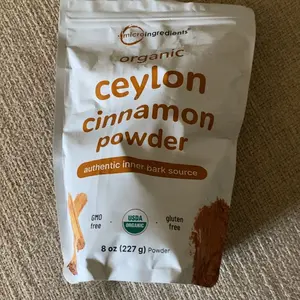 microingredients
organic
ceylon
cinnamon
powder
authentic inner bark source
GMO
free
USDA
ORGANIC
gluten
free
8 oz (227 g) Powder